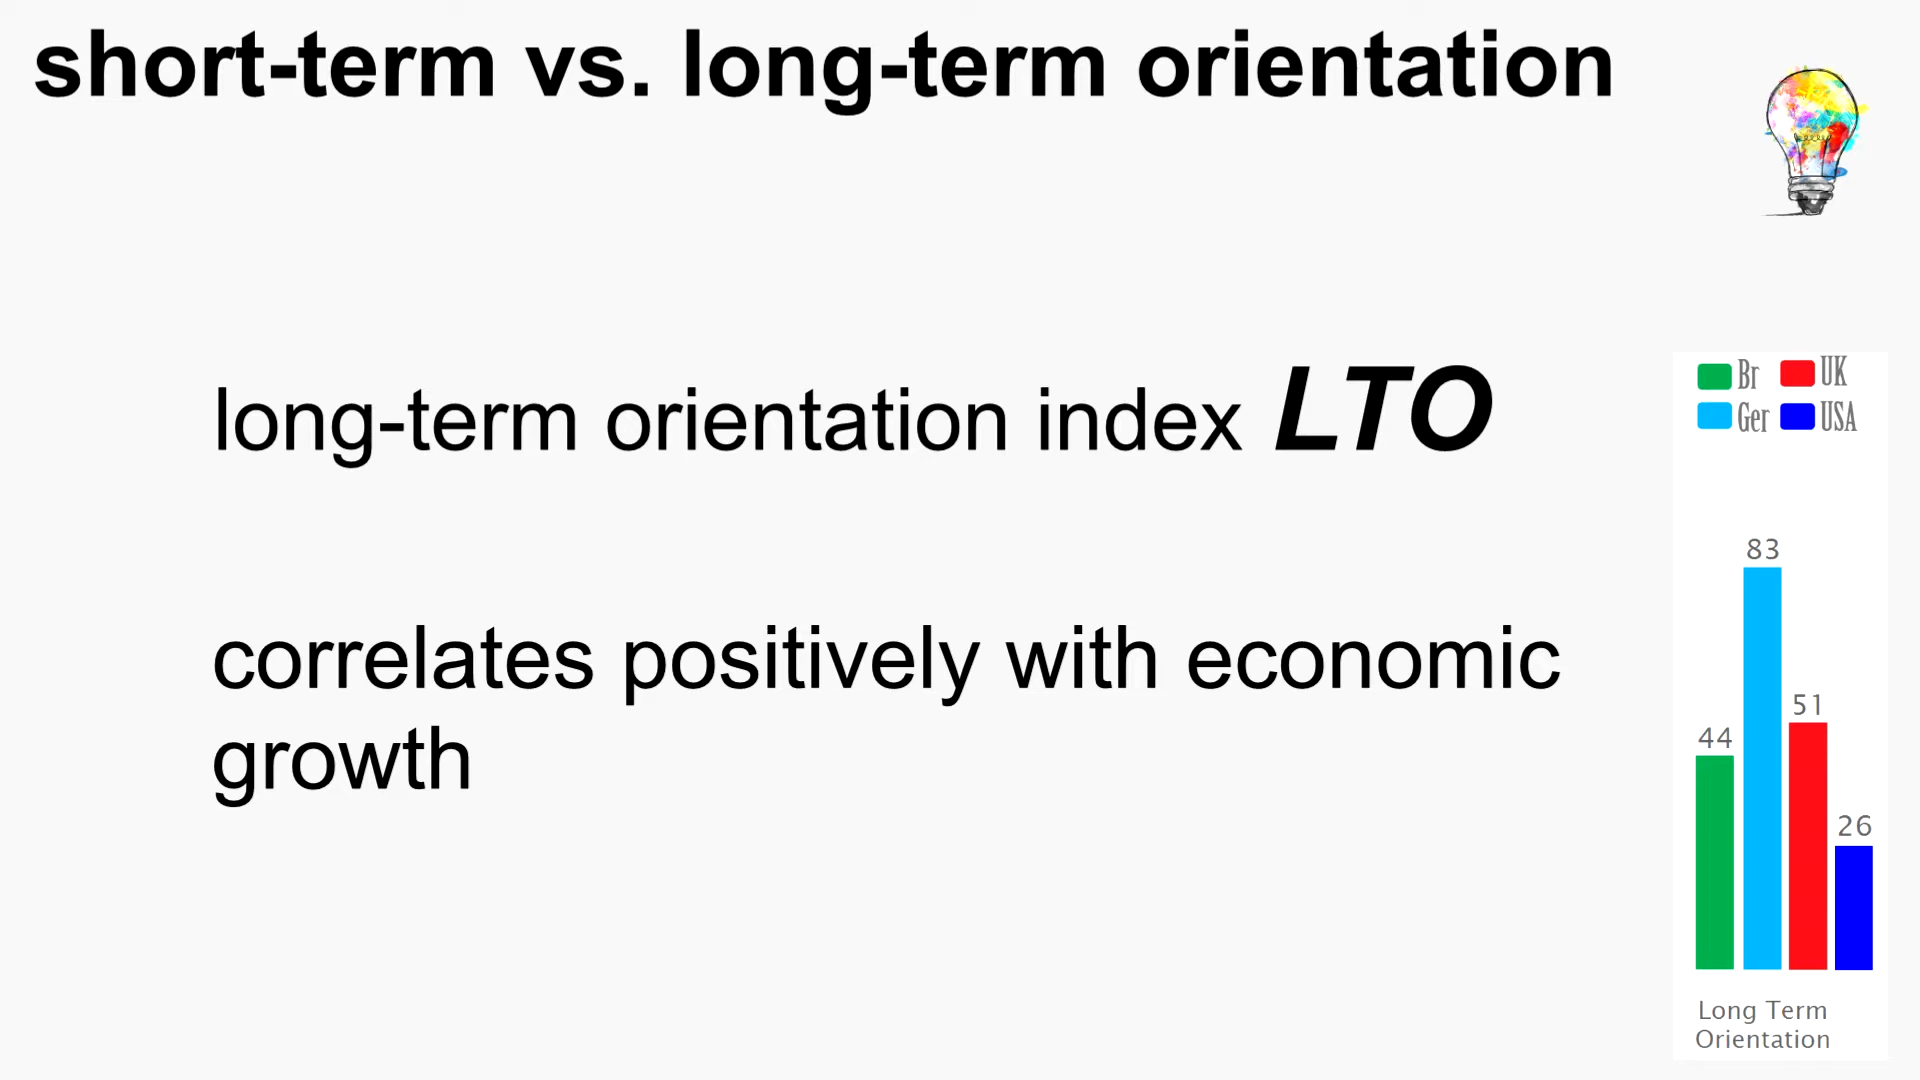 short-term vs. long-term orientation
long-term orientation index LTO
correlates positively with economic
growth
Br UK
Ger USA
83
51
44
26
Long Term
Orientation